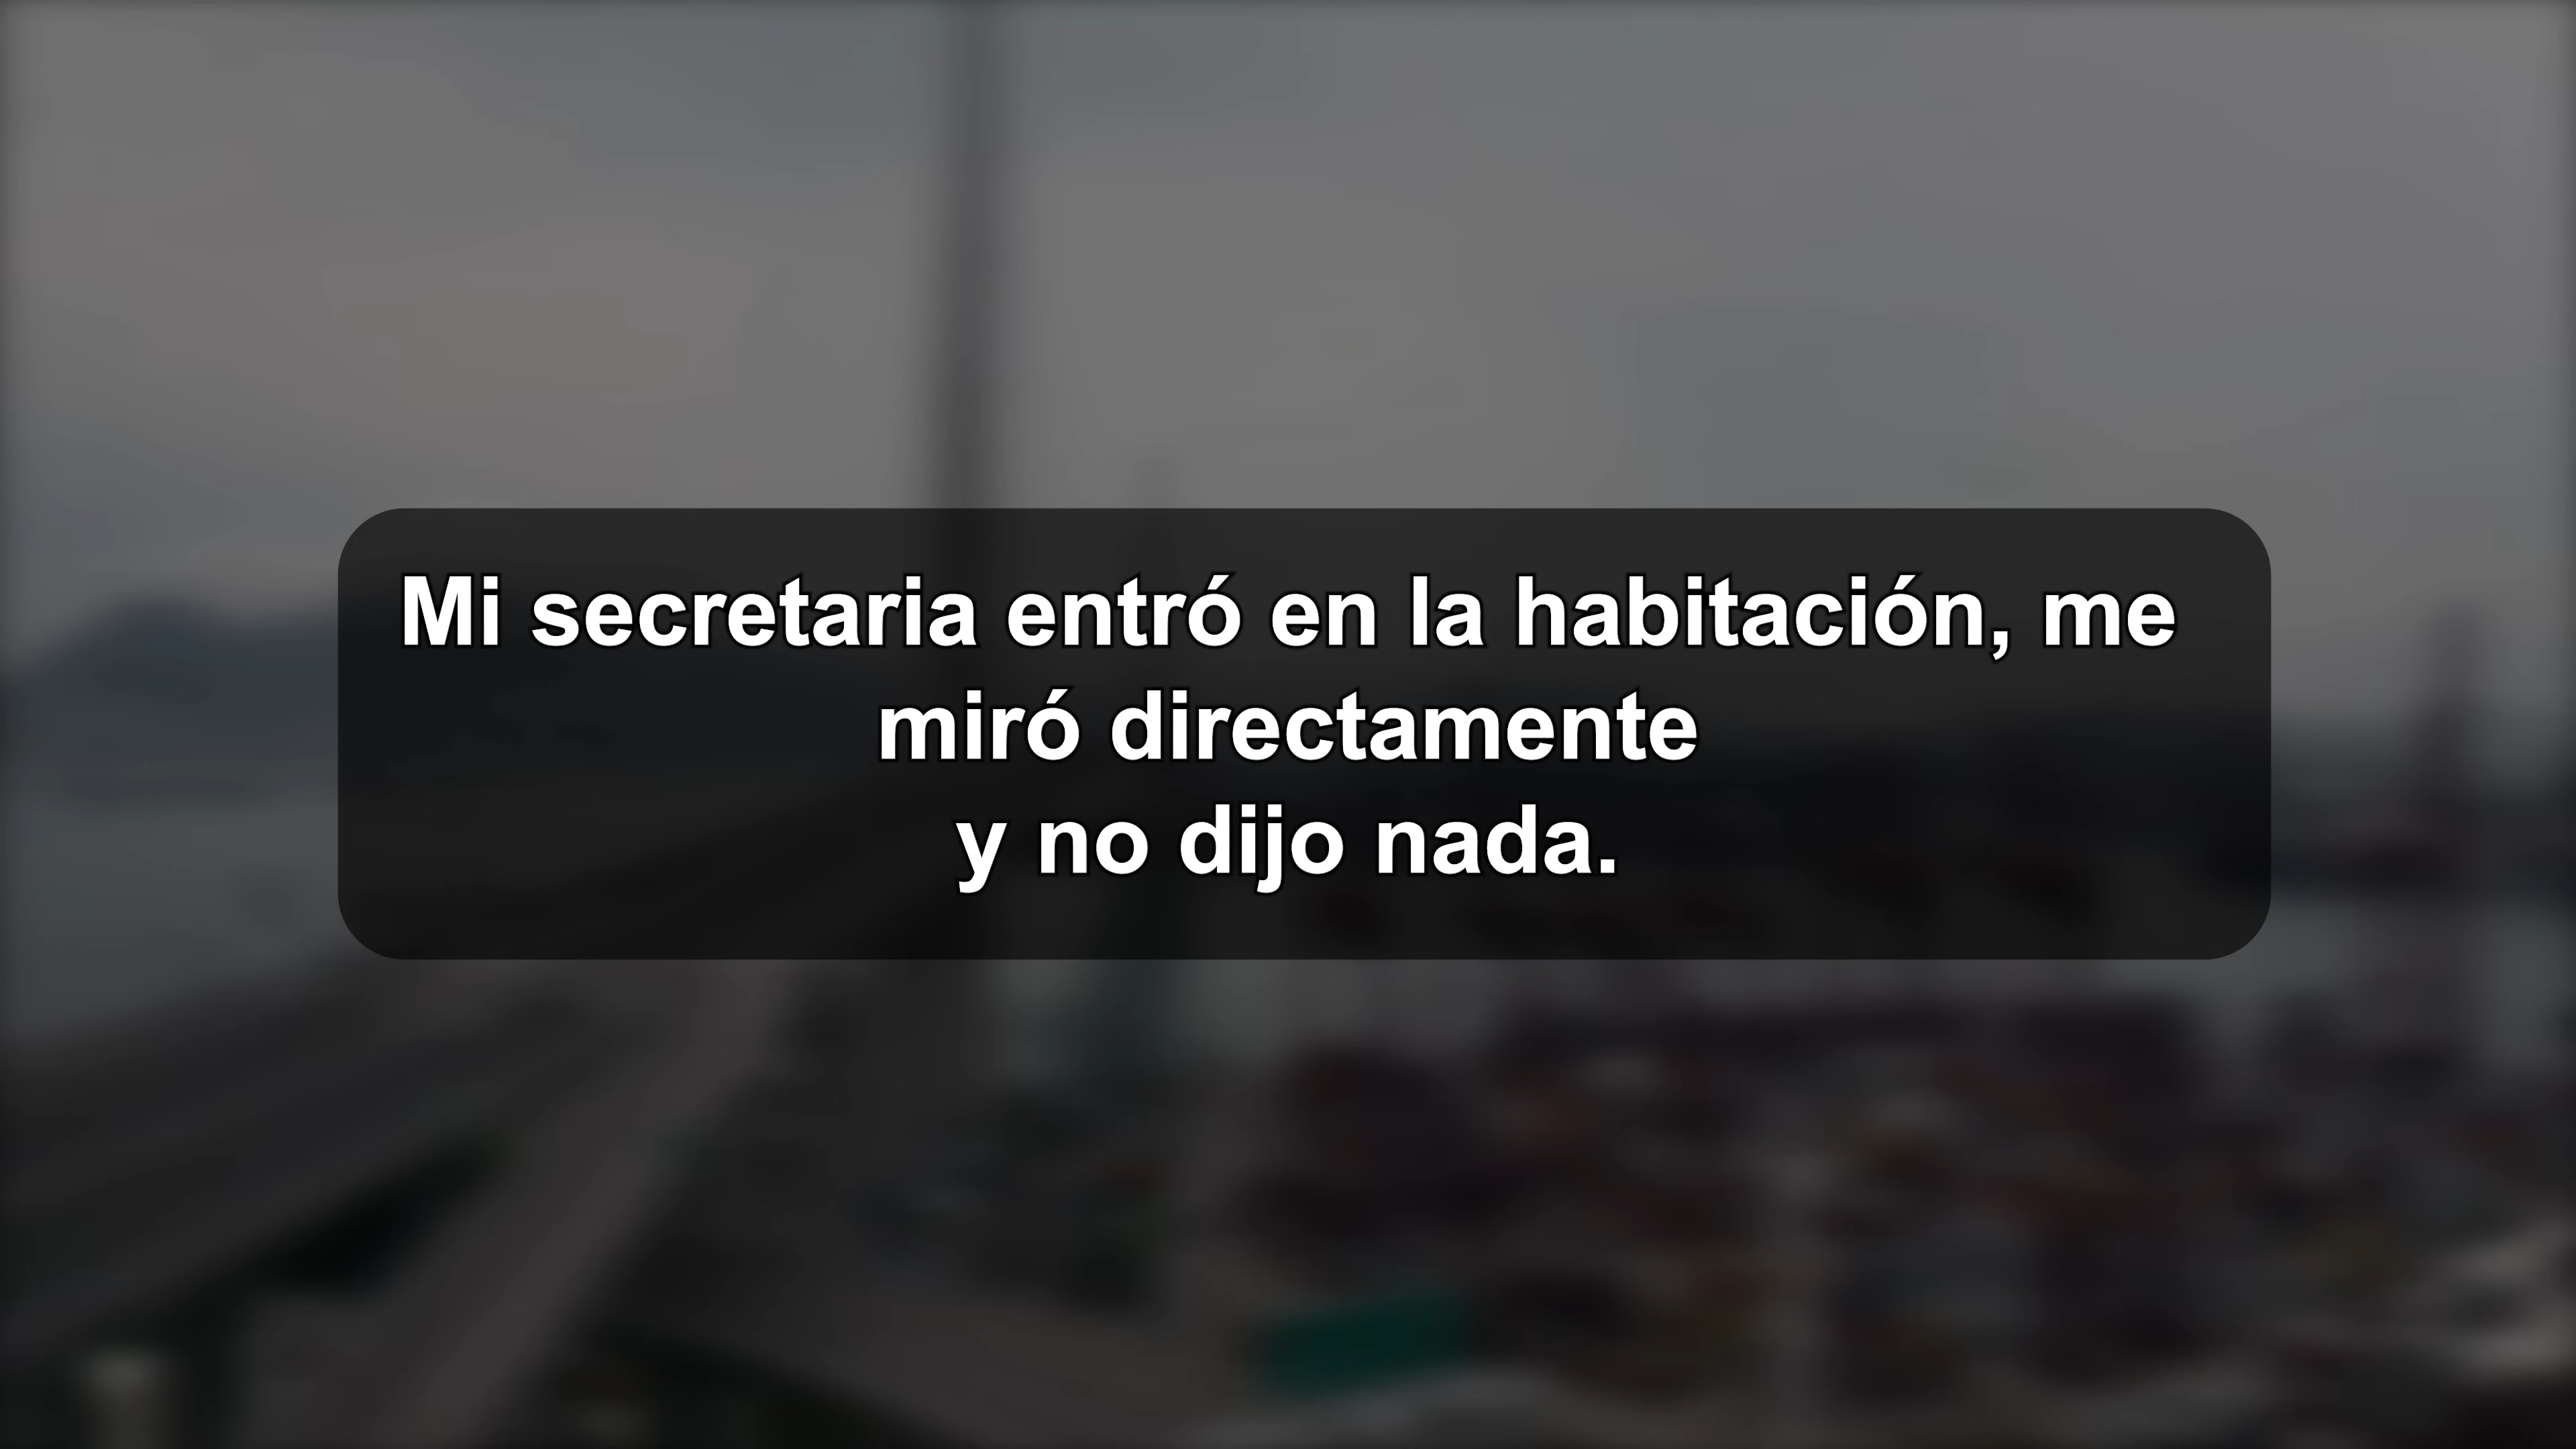 Mi secretaria entró en la habitación, me
miró directamente
y no dijo nada.